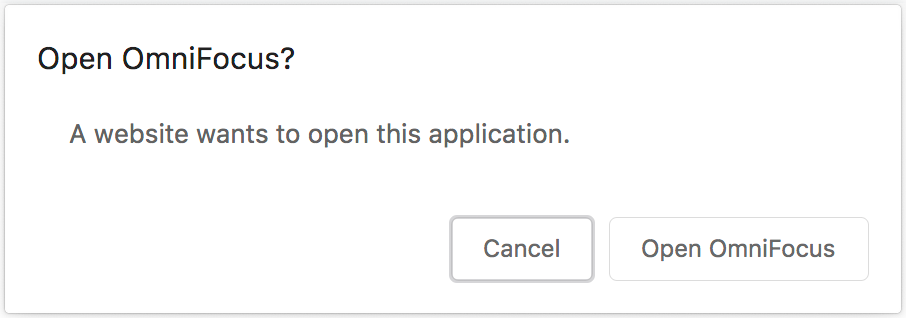 Open OmniFocus?
A website wants to open this application.
Cancel
Open OmniFocus